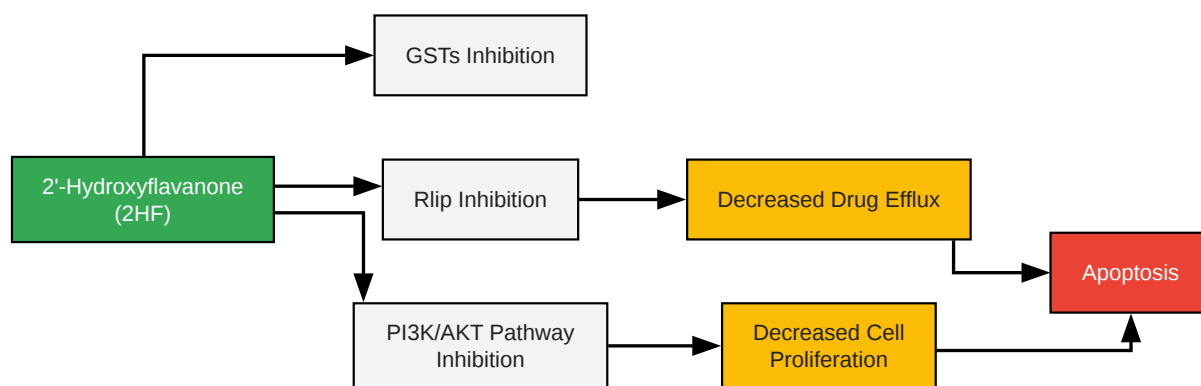 GSTs Inhibition
2'-Hydroxyflavanone
(2HF)
Rlip Inhibition
Decreased Drug Efflux
Apoptosis
PI3K/AKT Pathway
Inhibition
Decreased Cell
Proliferation